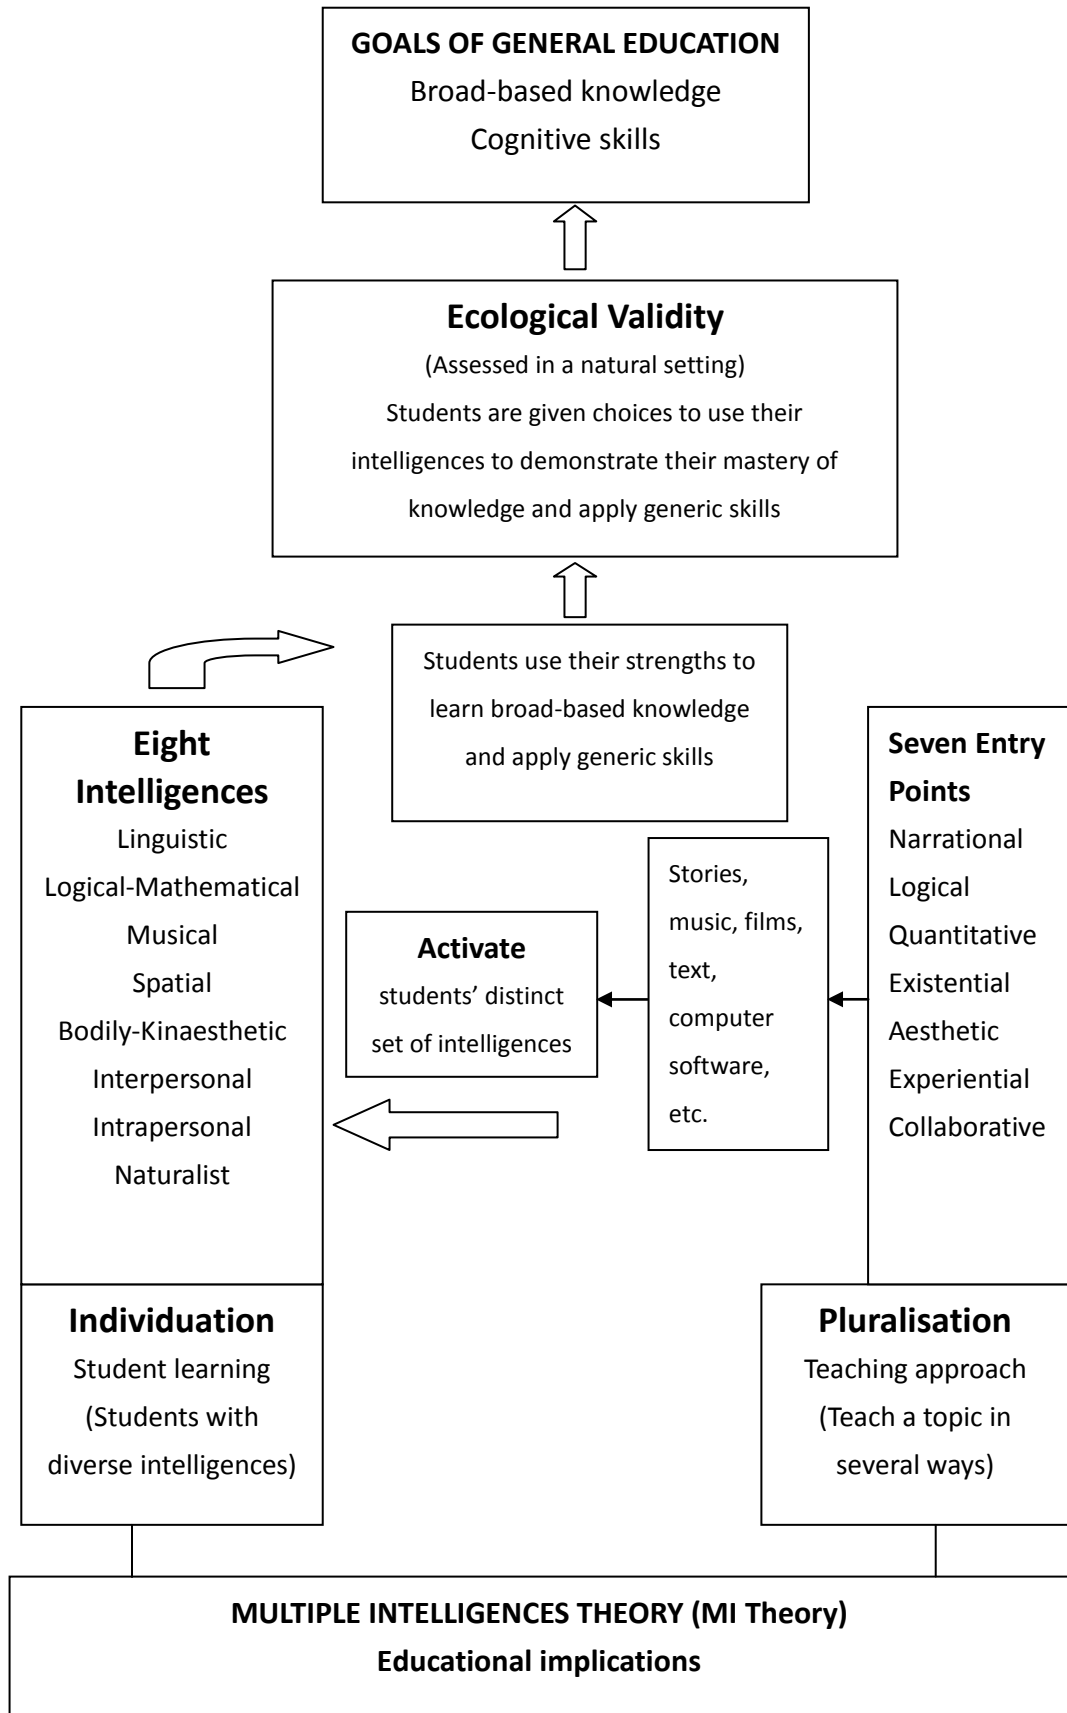 GOALS OF GENERAL EDUCATION
Broad-based knowledge
Cognitive skills
Ecological Validity
(Assessed in a natural setting)
Students are given choices to use their
intelligences to demonstrate their mastery of
knowledge and apply generic skills
Students use their strengths to
learn broad-based knowledge
and apply generic skills
Eight
Intelligences
Linguistic
Logical-Mathematical
Musical
Spatial
Bodily-Kinaesthetic
Interpersonal
Intrapersonal
Naturalist
Activate
students’ distinct
set of intelligences
Stories,
music, films,
text,
computer
software,
etc.
Seven Entry
Points
Narrational
Logical
Quantitative
Existential
Aesthetic
Experiential
Collaborative
Individuation
Student learning
(Students with
diverse intelligences)
Pluralisation
Teaching approach
(Teach a topic in
several ways)
MULTIPLE INTELLIGENCES THEORY (MI Theory)
Educational implications